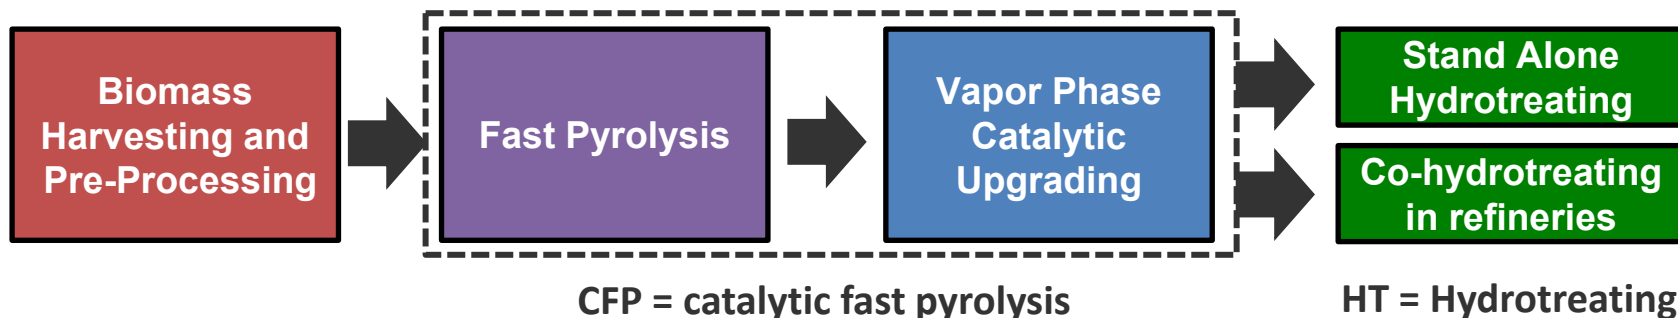 Biomass
Harvesting and
Pre-Processing
Fast Pyrolysis
Vapor Phase
Catalytic
Upgrading
Stand Alone
Hydrotreating
Co-hydrotreating
in refineries
CFP = catalytic fast pyrolysis
HT = Hydrotreating